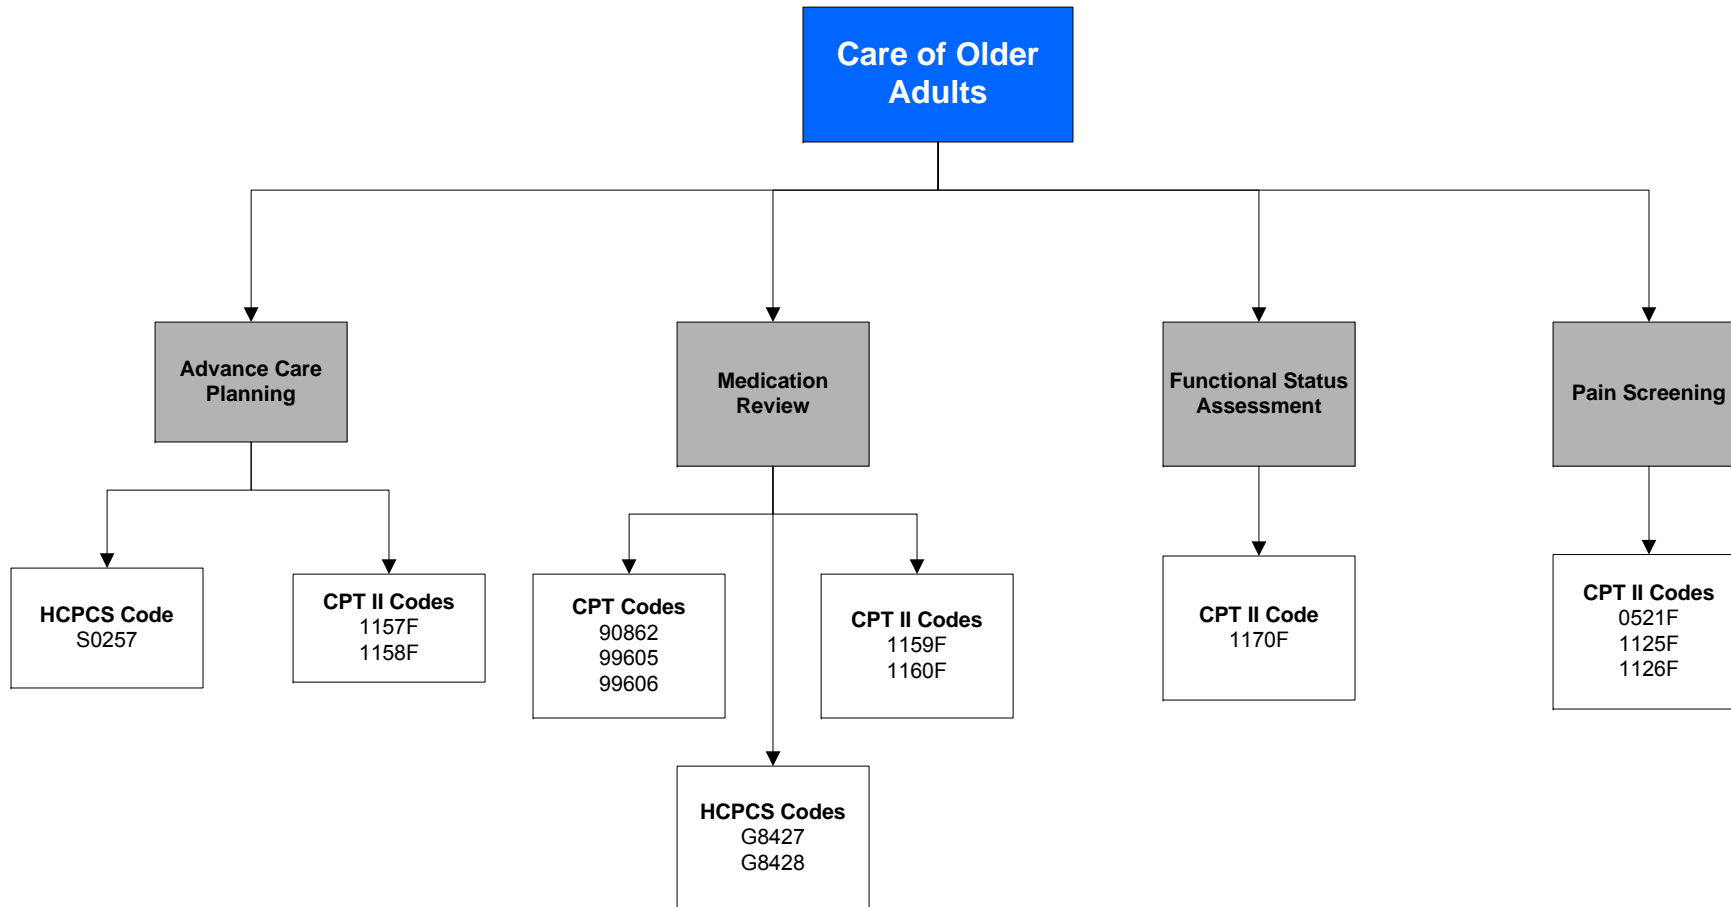 Care of Older
Adults
Advance Care
Planning
Medication
Review
Functional Status
Assessment
Pain Screening
HCPCS Code
S0257
CPT II Codes
1157F
1158F
CPT Codes
90862
99605
99606
CPT II Codes
1159F
1160F
CPT II Code
1170F
CPT II Codes
0521F
1125F
1126F
HCPCS Codes
G8427
G8428